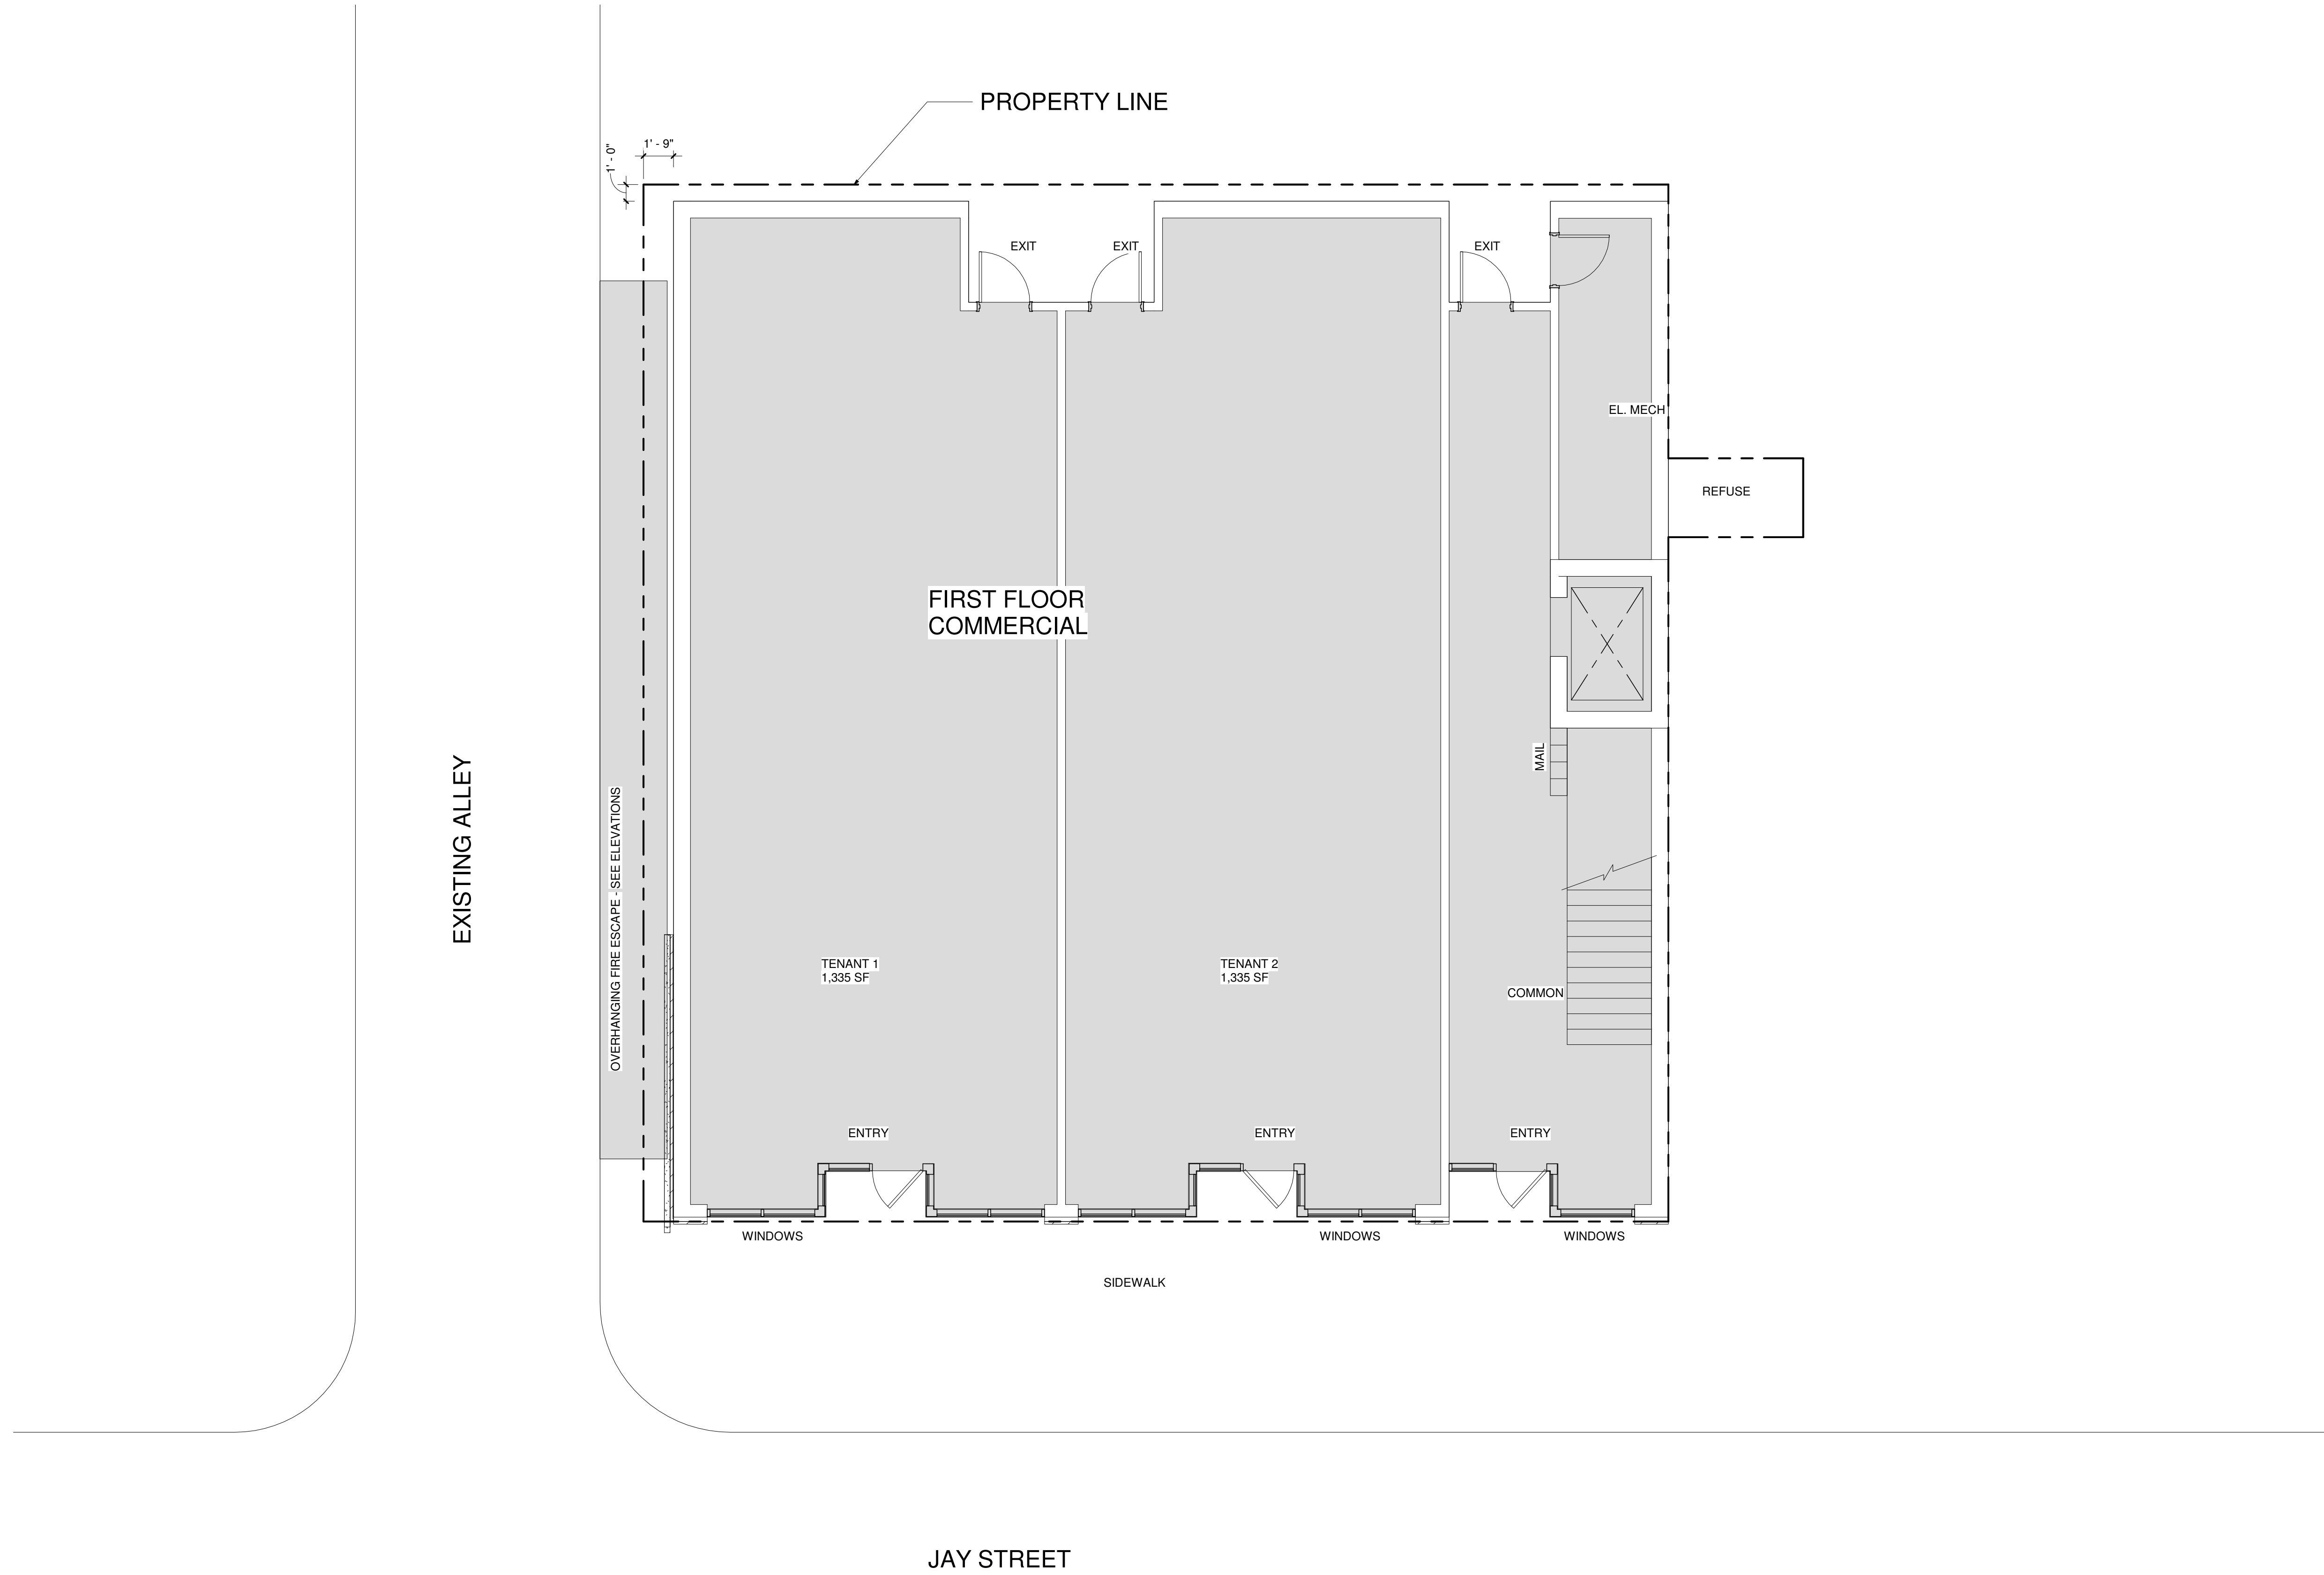 PROPERTY LINE
1' - 9"
1' - 0"
EXIT
EXIT
EXIT
EL. MECH
REFUSE
FIRST FLOOR
COMMERCIAL
MAIL
EXISTING ALLEY
OVERHANGING FIRE ESCAPE - SEE ELEVATIONS
TENANT 1
1,335 SF
TENANT 2
1,335 SF
COMMON
ENTRY
ENTRY
ENTRY
WINDOWS
WINDOWS
WINDOWS
SIDEWALK
JAY STREET